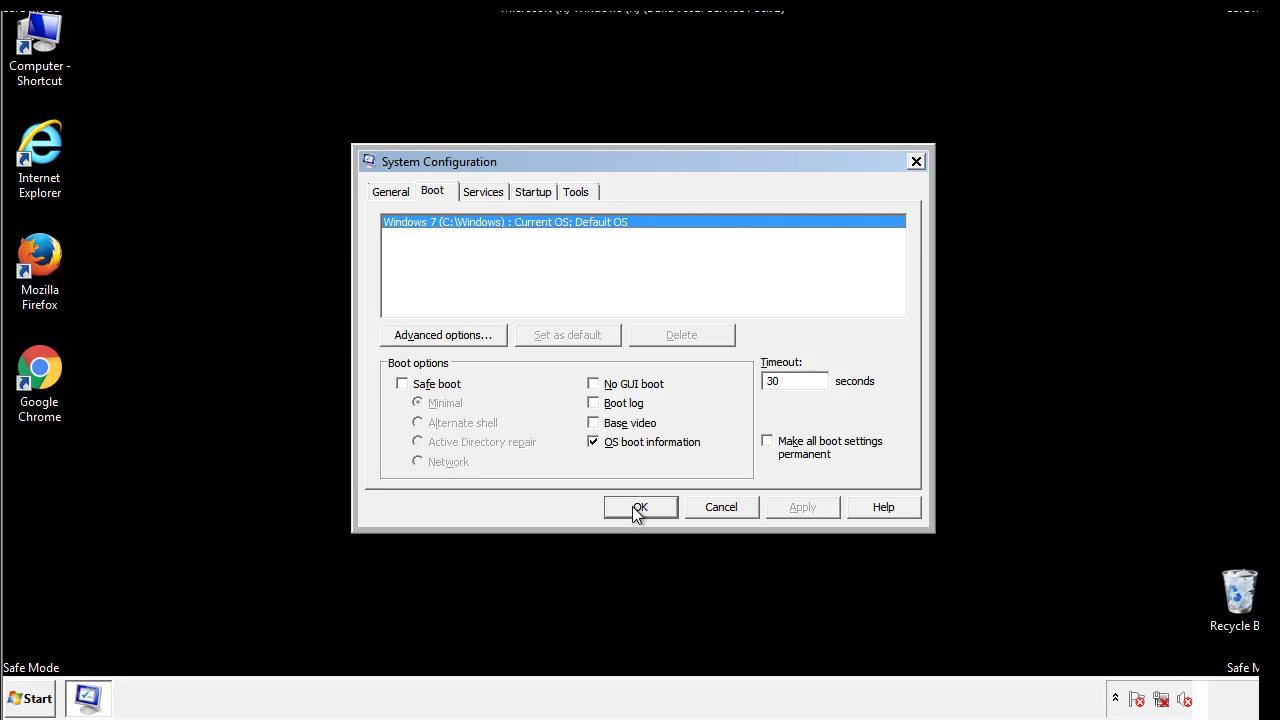 Computer -
Shortcut
Internet
Explorer
Mozilla
Firefox
Google
Chrome
System Configuration
General
Boot
Services
Startup
Tools
Windows 7 (C:\Windows) : Current OS; Default OS
Advanced options...
Set as default
Delete
Boot options
Safe boot
Minimal
Alternate shell
Active Directory repair
Network
No GUI boot
Boot log
Base video
OS boot information
Timeout:
30 seconds
Make all boot settings
permanent
OK
Cancel
Apply
Help
Recycle B
Safe Mode
Safe M
Start